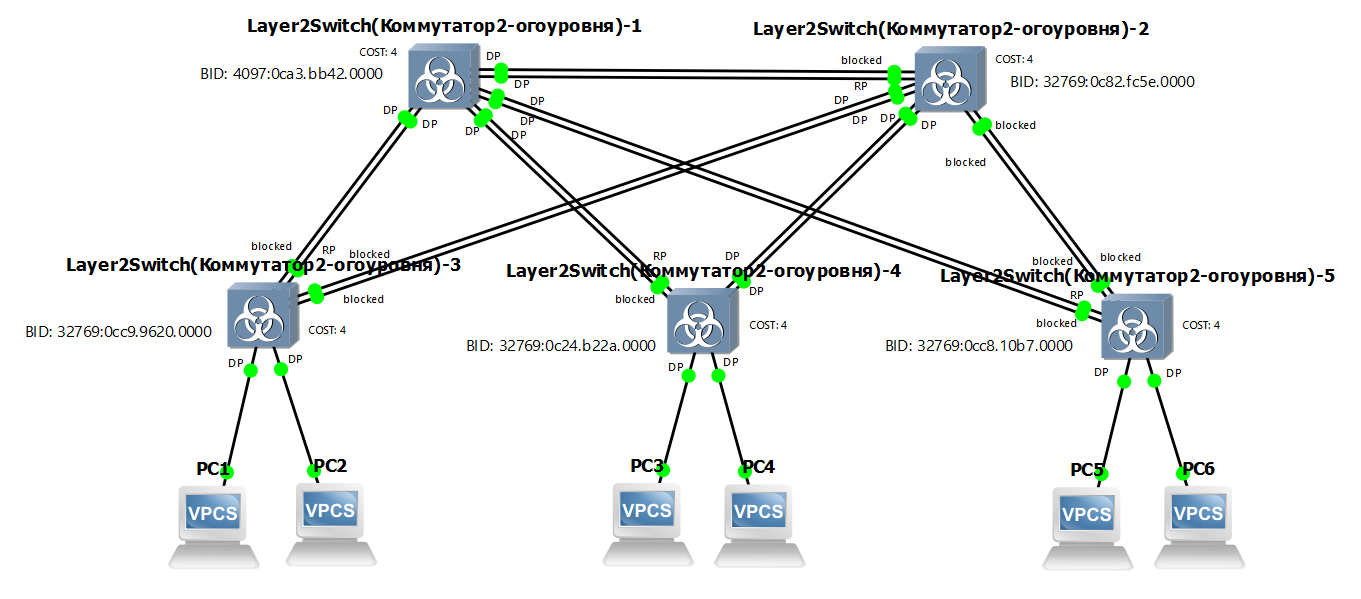 Layer2Switch(Коммутатор2-огоуровня)-1
Layer2Switch(Коммутатор2-огоуровня)-2
COST: 4
DP
blocked
COST: 4
BID: 4097:0ca3.bb42.0000
BID: 32769:0c82.fc5e.0000
DP
RP
DP
DP
DP
DP
DP
DP
DP
DP
DP
DP
DP
blocked
blocked
blocked
RP
blocked
RP
DP
blocked
blocked
Layer2Switch(Коммутатор2-огоуровня)-3
Layer2Switch(Коммутатор2-огоуровня)-4
Layer2Switch(Коммутатор2-огоуровня)-5
blocked
blocked
DP
RP
blocked
BID: 32769:0cc9.9620.0000
COST: 4
BID: 32769:0c24.b22a.0000
COST: 4
BID: 32769:0cc8.10b7.0000
COST: 4
DP
DP
DP
DP
DP
DP
PC1
PC2
PC3
PC4
PC5
PC6
VPCS
VPCS
VPCS
VPCS
VPCS
VPCS